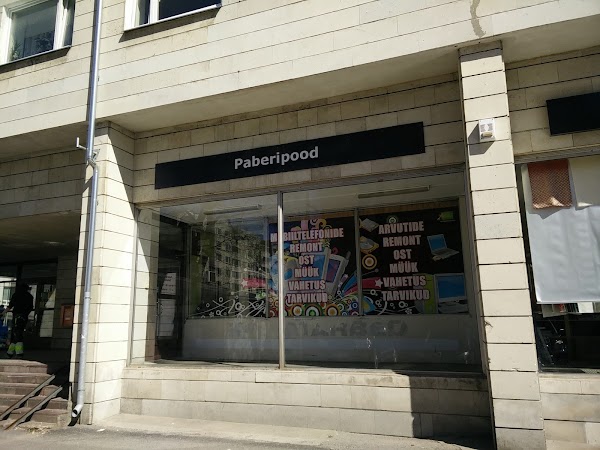 Paberipood
MOBIILTELEFONIDE
REMONT
OST
MÜÜK
VAHETUS
TARVIKUD
ARVUTIDE
REMONT
OST
MÜÜK
VAHETUS
TARVIKUD